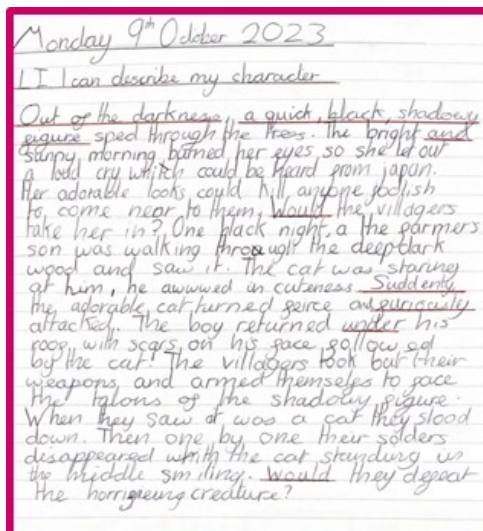 Monday 9th October 2023
LI I can describe my character
Out of the darkness, a quick, black, shadowy
figure sped through the trees. The bright and
sunny morning burned her eyes so she let out
a loud cry whitch could be heard from japan.
Her adorable looks could kill anyone foolish
to come near to them. Would the villagers
take her in? One black night, a the farmers
son was walking through the deep dark
wood and saw it. The cat was staring
at him, he awwwed in cuteness. Suddenly,
the adorable cat turned feirce and furiously
attacked. The boy returned under his
roof with scars on his face followed
by the cat! The villagers took out their
weapons and armed themselfes to face
the talons of the shadowy figure.
When they saw it was a cat they stood
down. Then one by one their solders
disappeared whith the cat standing in
the middle smiling. Would they defeat
the horrifieing creature?